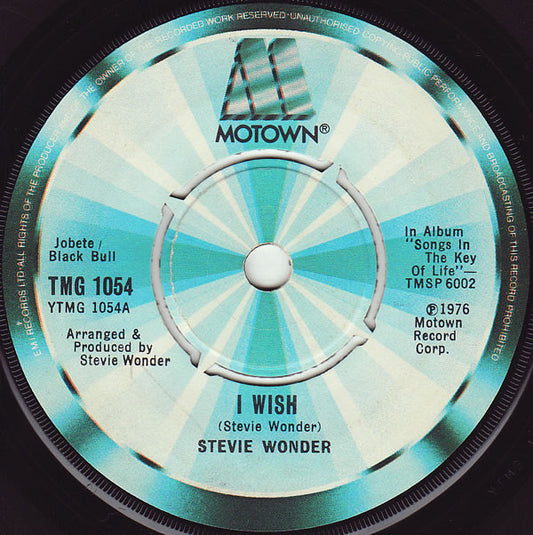 EMI RECORDS LTD·ALL RIGHTS OF THE PRODUCER AND OF THE OWNER OF THE RECORDED WORK RESERVED·UNAUTHORISED COPYING PUBLIC PERFORMANCE AND BROADCASTING OF THIS RECORD PROHIBITED
MOTOWN®
Jobete/
Black Bull
TMG 1054
YTMG 1054A
Arranged &
Produced by
Stevie Wonder
In Album
"Songs In
The Key
Of Life"—
TMSP 6002
℗1976
Motown
Record
Corp.
I WISH
(Stevie Wonder)
STEVIE WONDER